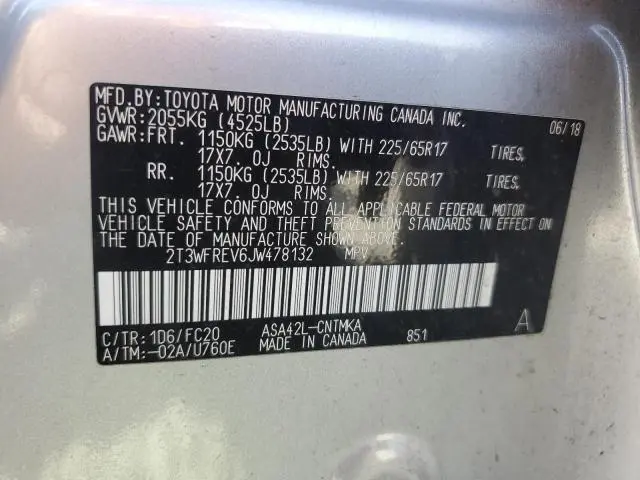 MFD.BY:TOYOTA MOTOR MANUFACTURING CANADA INC.
GVWR:2055KG (4525LB) 06/18
GAWR:FRT. 1150KG (2535LB) WITH 225/65R17 TIRES,
17X7.0J RIMS.
RR. 1150KG (2535LB) WITH 225/65R17 TIRES,
17X7.0J RIMS.
THIS VEHICLE CONFORMS TO ALL APPLICABLE FEDERAL MOTOR
VEHICLE SAFETY AND THEFT PREVENTION STANDARDS IN EFFECT ON
THE DATE OF MANUFACTURE SHOWN ABOVE.
2T3WFREV6JW478132 MPV
C/TR:1D6/FC20 ASA42L-CNTMKA A
A/TM:-02A/U760E MADE IN CANADA 851